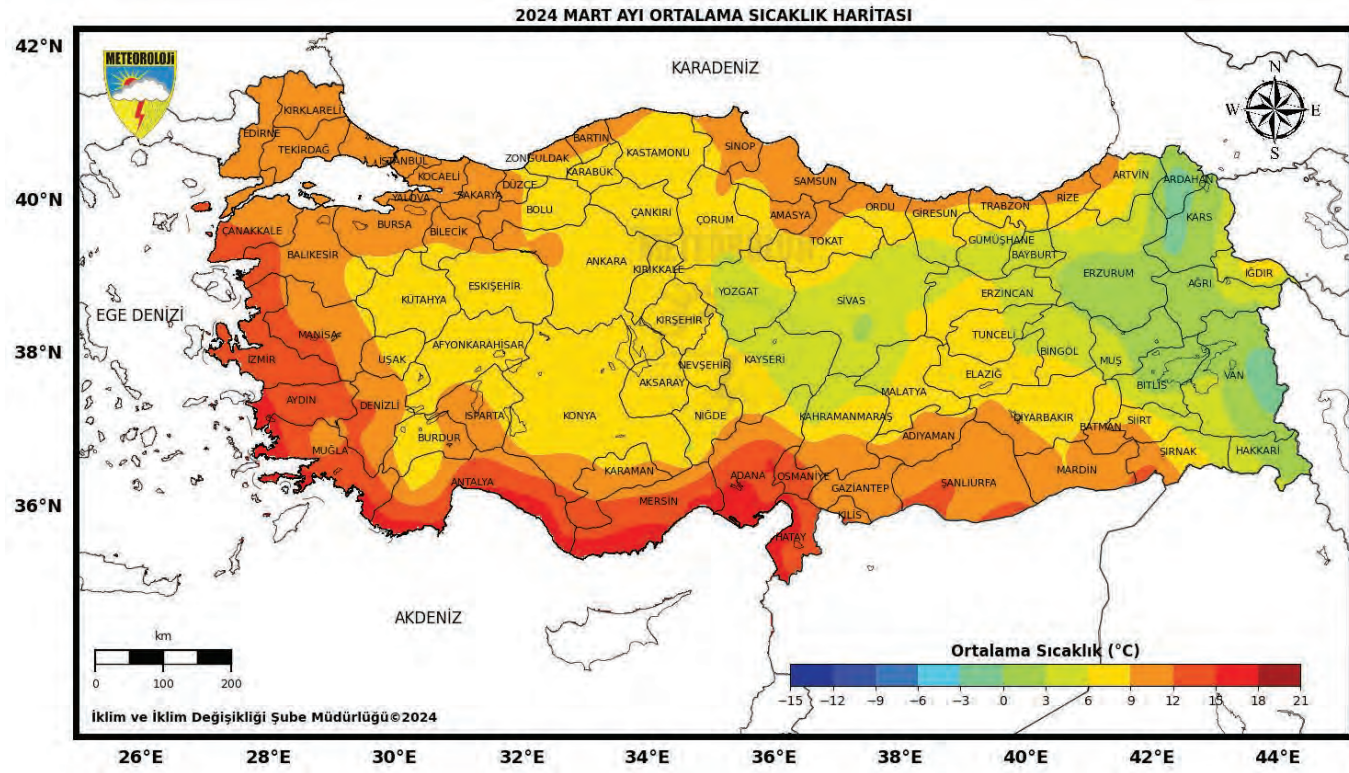 2024 MART AYI ORTALAMA SICAKLIK HARİTASI
42°N
40°N
38°N
36°N
METEOROLOJİ
KARADENİZ
N
W E
S
KIRKLARELİ
EDİRNE
TEKİRDAĞ
İSTANBUL
KOCAELİ
YALOVA
SAKARYA
DÜZCE
ZONGULDAK
BARTIN
KARABÜK
KASTAMONU
SİNOP
SAMSUN
ORDU
GİRESUN
TRABZON
RİZE
ARTVİN
ARDAHAN
KARS
ÇANAKKALE
BALIKESİR
BURSA
BİLECİK
BOLU
ÇANKIRI
ÇORUM
AMASYA
TOKAT
GÜMÜŞHANE
BAYBURT
ERZURUM
AĞRI
IĞDIR
KÜTAHYA
ESKİŞEHİR
ANKARA
KIRIKKALE
YOZGAT
SİVAS
ERZİNCAN
EGE DENİZİ
MANİSA
İZMİR
UŞAK
AFYONKARAHİSAR
KIRŞEHİR
NEVŞEHİR
KAYSERİ
TUNCELİ
BİNGÖL
MUŞ
BİTLİS
VAN
AYDIN
DENİZLİ
ISPARTA
KONYA
AKSARAY
NİĞDE
KAHRAMANMARAŞ
MALATYA
ELAZIĞ
DİYARBAKIR
BATMAN
SİİRT
MUĞLA
BURDUR
ANTALYA
KARAMAN
MERSİN
ADANA
OSMANİYE
GAZİANTEP
KİLİS
HATAY
ADIYAMAN
ŞANLIURFA
MARDİN
ŞIRNAK
HAKKARİ
AKDENİZ
km
0 100 200
Ortalama Sıcaklık (°C)
−15 −12 −9 −6 −3 0 3 6 9 12 15 18 21
İklim ve İklim Değişikliği Şube Müdürlüğü©2024
26°E 28°E 30°E 32°E 34°E 36°E 38°E 40°E 42°E 44°E